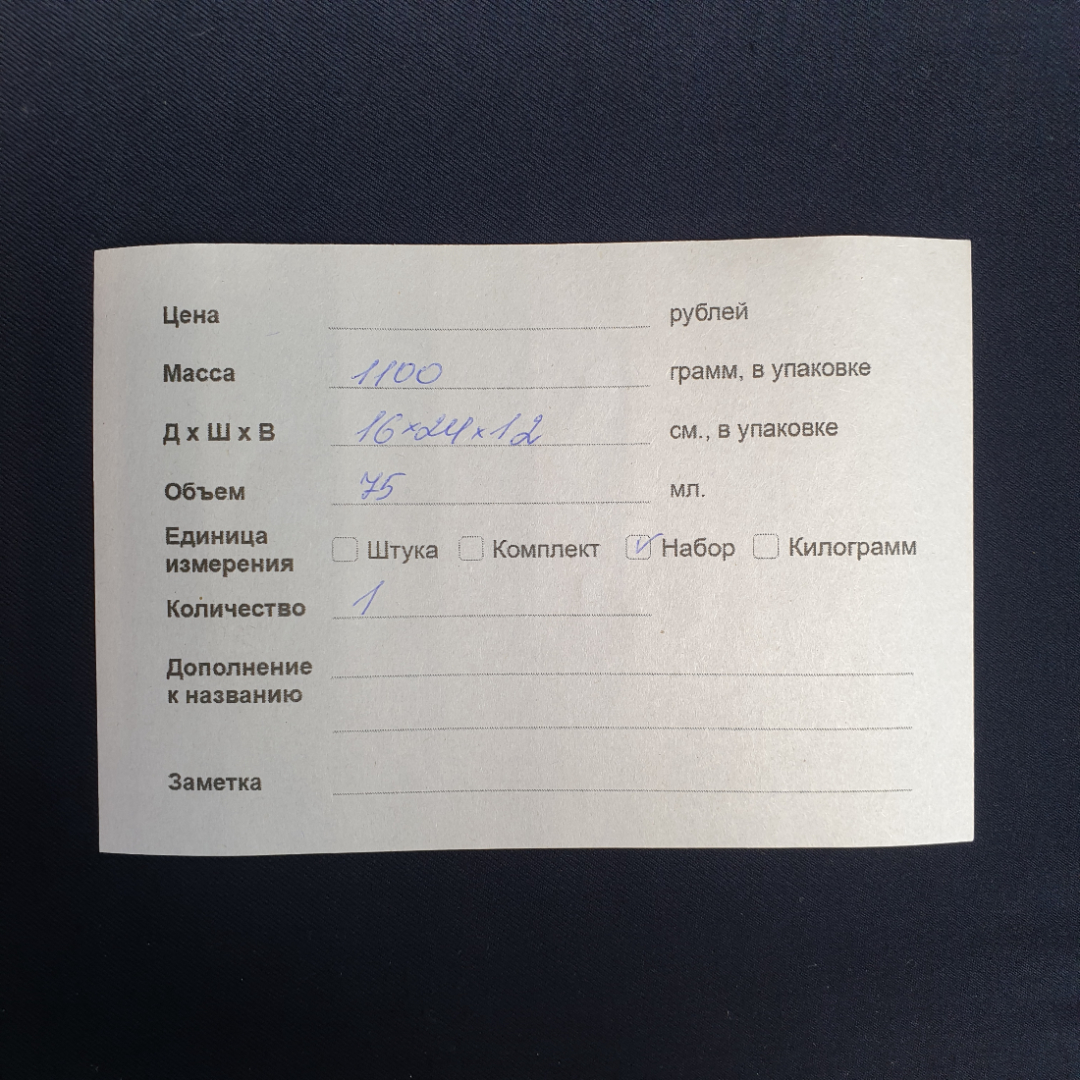 Цена рублей
Масса 1100 грамм, в упаковке
Д х Ш х В 16×24×12 см., в упаковке
Объем 75 мл.
Единица
измерения Штука Комплект ✓ Набор Килограмм
Количество 1
Дополнение
к названию
Заметка